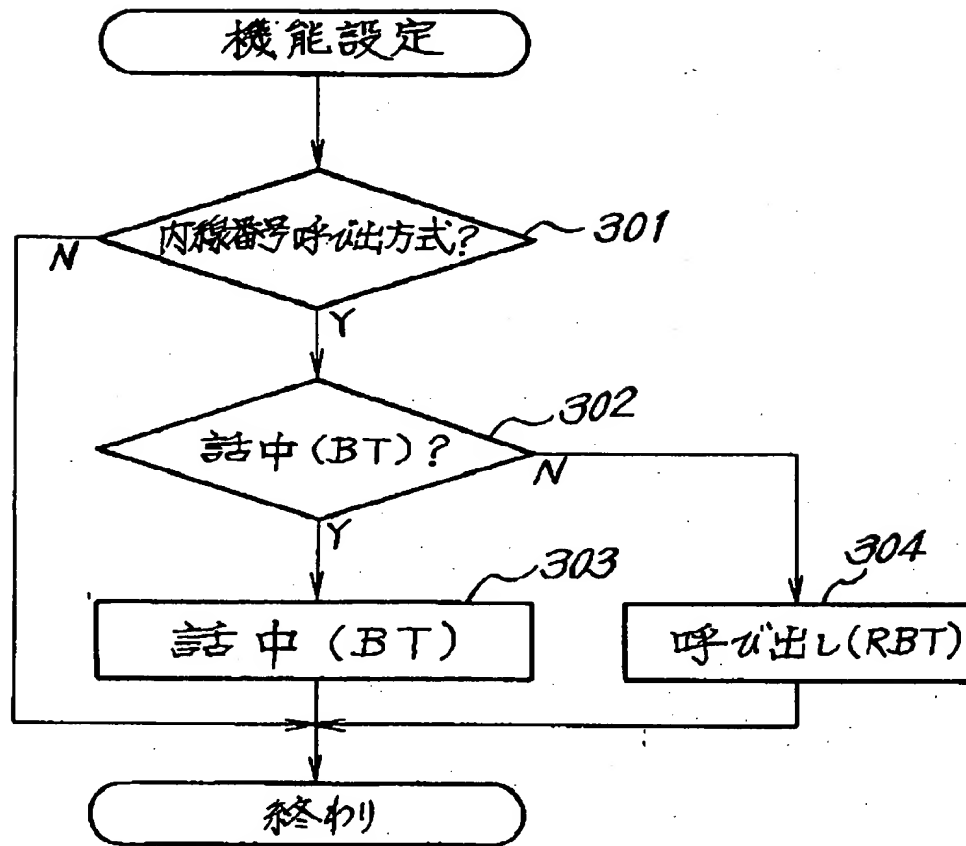 機能設定
内線番号呼び出方式?
301
N
Y
302
話中(BT)?
N
Y
303
304
話中(BT)
呼び出し(RBT)
終わり